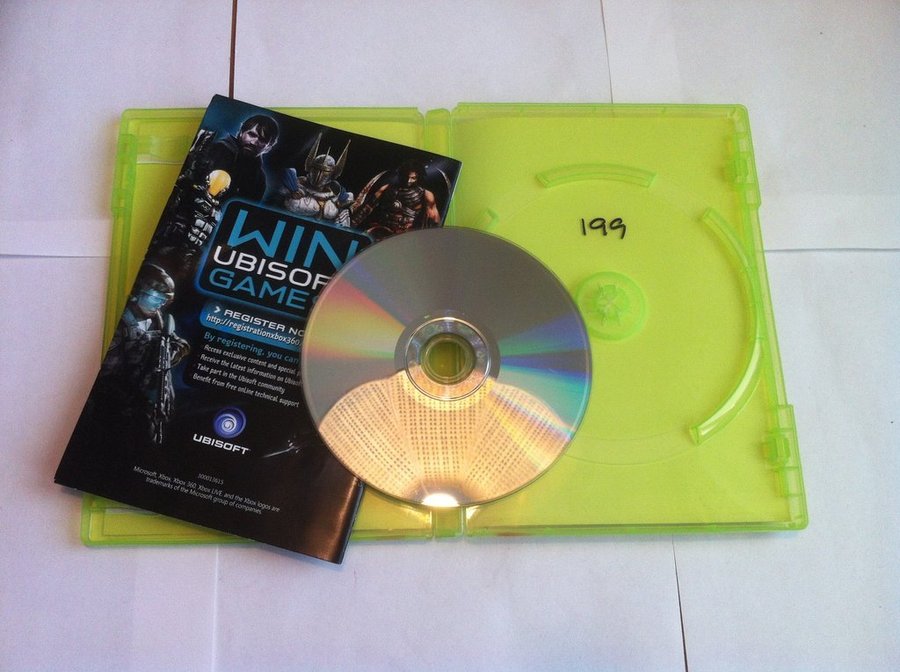 WIN
UBISOFT
GAMES
> REGISTER NO
http://registrationxbox360.
By registering, you can
Access exclusive content and special
Receive the latest information on Ubisoft
Take part in the Ubisoft community
Benefit from free online technical support
UBISOFT
300013615
Microsoft, Xbox, Xbox 360, Xbox LIVE, and the Xbox logos are
trademarks of the Microsoft group of companies.
199